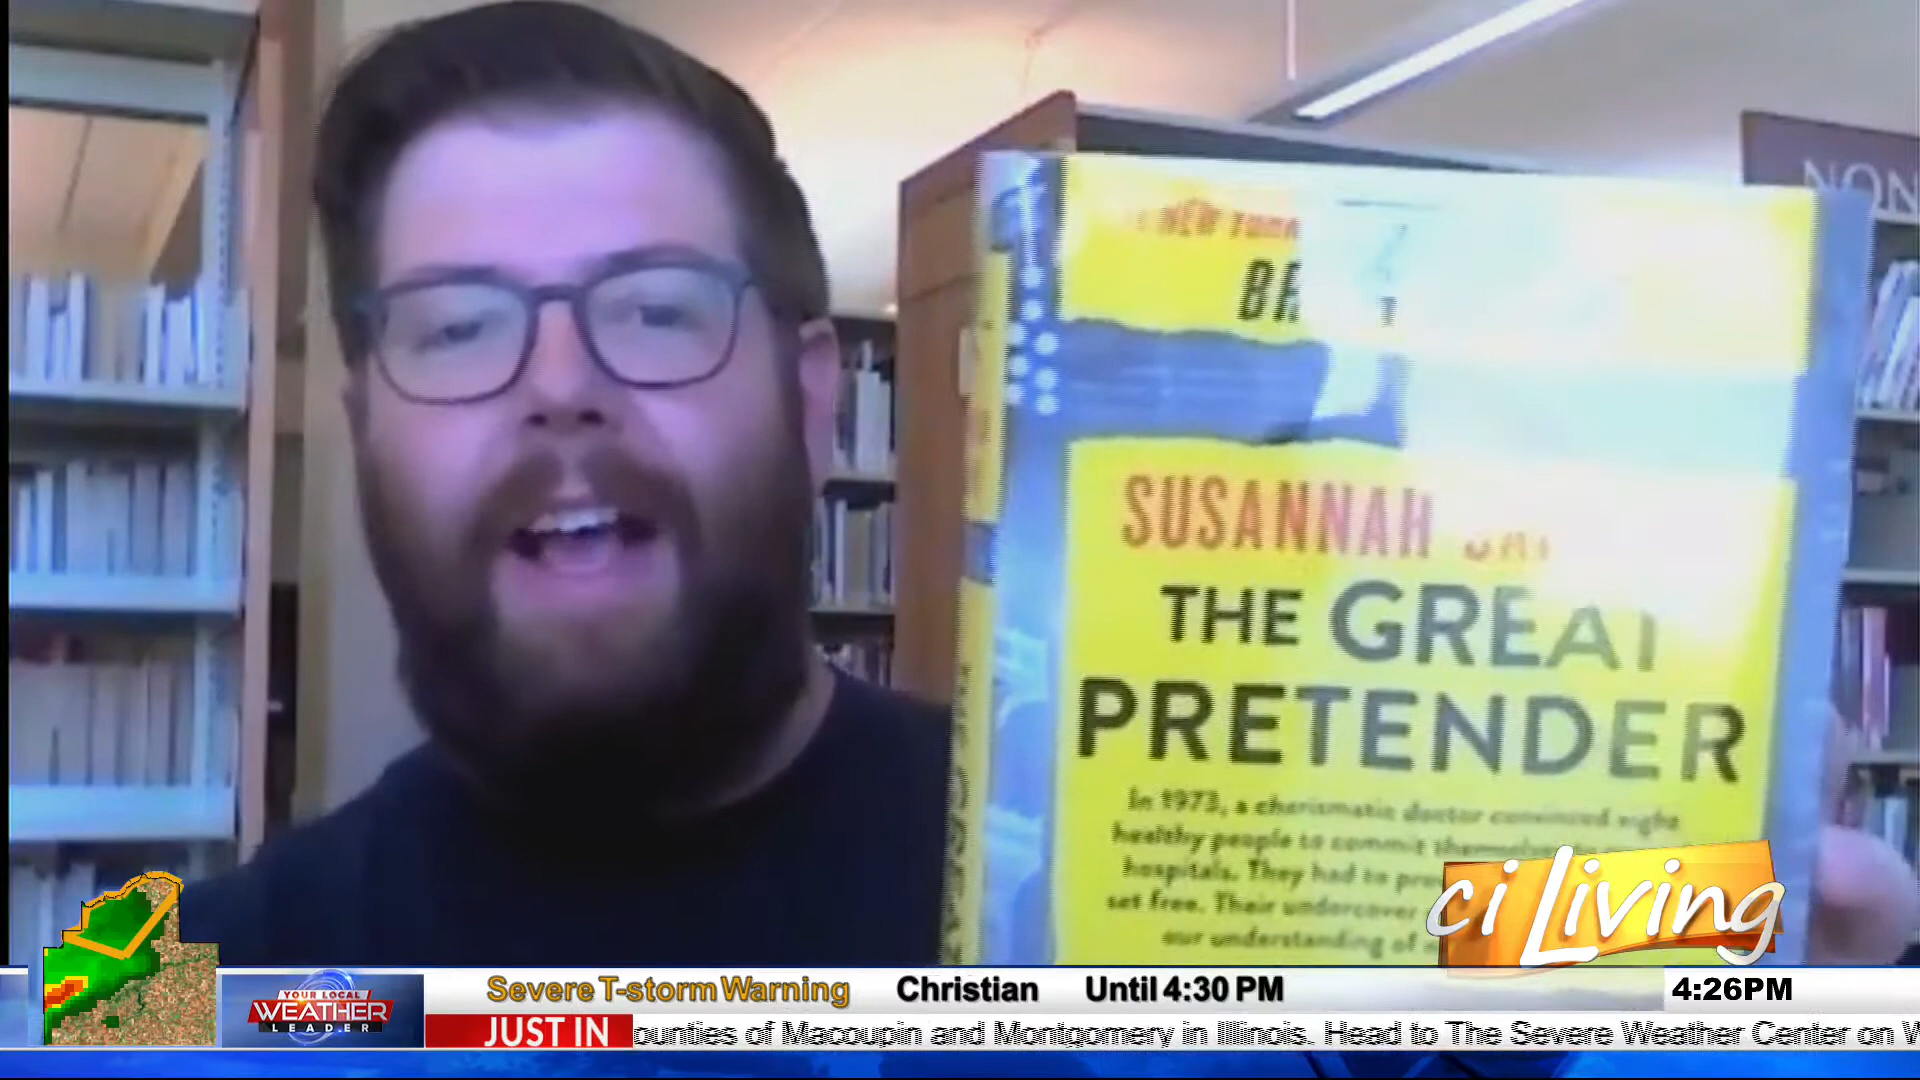 NON
NEW
SUSANNAH
THE GREAT
PRETENDER
In 1973, a charismatic doctor convinced eight
healthy people to commit themselves
hospitals. They had to
set free. Their undercover
our understanding of
ci Living
YOUR LOCAL
WEATHER
LEADER
Severe T-storm Warning Christian Until 4:30 PM
4:26PM
JUST IN
ounties of Macoupin and Montgomery in Illinois. Head to The Severe Weather Center on W